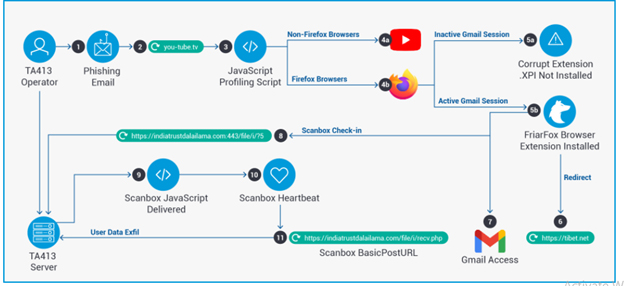 1
2
you-tube.tv
3
Non-Firefox Browsers
4a
Inactive Gmail Session
5a
TA413
Operator
Phishing
Email
JavaScript
Profiling Script
Firefox Browsers
4b
Corrupt Extension
.XPI Not Installed
Active Gmail Session
5b
https://indiatrustdalailama.com:443/file/i/?5
8
Scanbox Check-in
FriarFox Browser
Extension Installed
9
10
Redirect
Scanbox JavaScript
Delivered
Scanbox Heartbeat
7
6
User Data Exfil
11
https://indiatrustdalailama.com/file/i/recv.php
https://tibet.net
TA413
Server
Scanbox BasicPostURL
Gmail Access